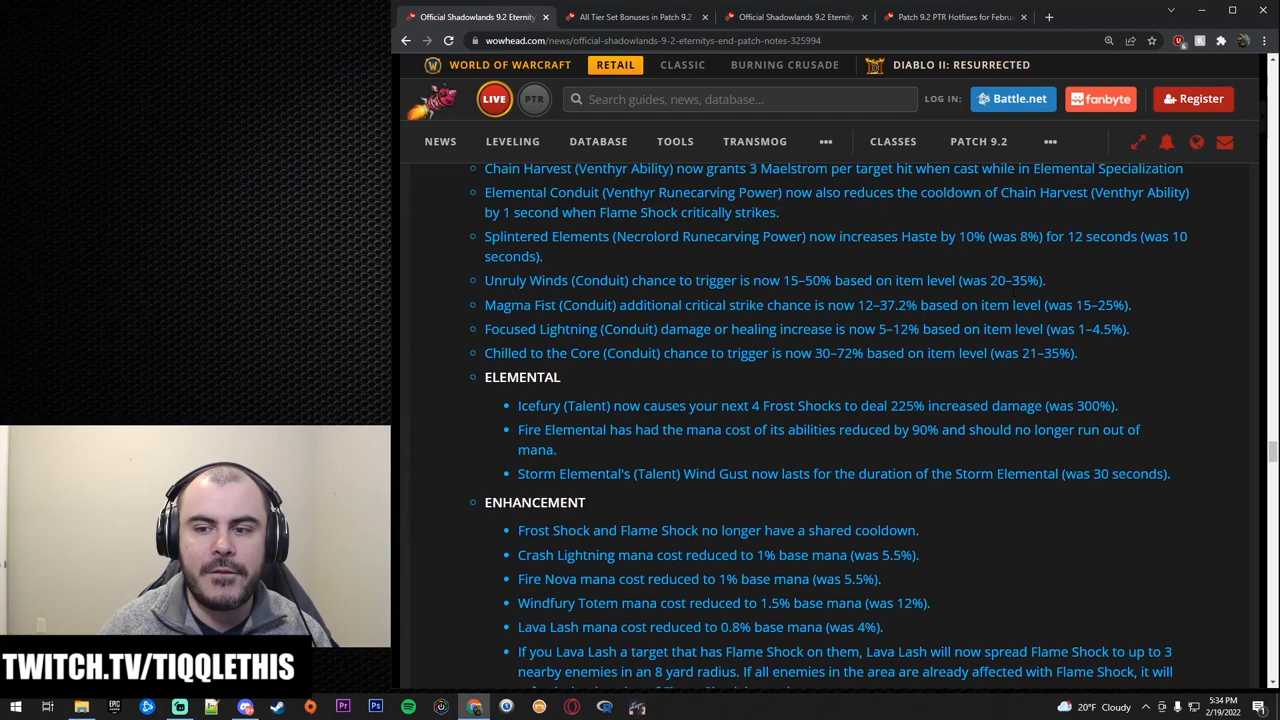 Official Shadowlands 9.2 Eternity
All Tier Set Bonuses in Patch 9.2
Official Shadowlands 9.2 Eternity
Patch 9.2 PTR Hotfixes for Februa
wowhead.com/news/official-shadowlands-9-2-eternitys-end-patch-notes-325994
WORLD OF WARCRAFT
RETAIL
CLASSIC
BURNING CRUSADE
DIABLO II: RESURRECTED
LIVE
PTR
Search guides, news, database...
LOG IN:
Battle.net
fanbyte
Register
NEWS
LEVELING
DATABASE
TOOLS
TRANSMOG
CLASSES
PATCH 9.2
Chain Harvest (Venthyr Ability) now grants 3 Maelstrom per target hit when cast while in Elemental Specialization
Elemental Conduit (Venthyr Runecarving Power) now also reduces the cooldown of Chain Harvest (Venthyr Ability)
by 1 second when Flame Shock critically strikes.
Splintered Elements (Necrolord Runecarving Power) now increases Haste by 10% (was 8%) for 12 seconds (was 10
seconds).
Unruly Winds (Conduit) chance to trigger is now 15–50% based on item level (was 20–35%).
Magma Fist (Conduit) additional critical strike chance is now 12–37.2% based on item level (was 15–25%).
Focused Lightning (Conduit) damage or healing increase is now 5–12% based on item level (was 1–4.5%).
Chilled to the Core (Conduit) chance to trigger is now 30–72% based on item level (was 21–35%).
ELEMENTAL
Icefury (Talent) now causes your next 4 Frost Shocks to deal 225% increased damage (was 300%).
Fire Elemental has had the mana cost of its abilities reduced by 90% and should no longer run out of
mana.
Storm Elemental's (Talent) Wind Gust now lasts for the duration of the Storm Elemental (was 30 seconds).
ENHANCEMENT
Frost Shock and Flame Shock no longer have a shared cooldown.
Crash Lightning mana cost reduced to 1% base mana (was 5.5%).
Fire Nova mana cost reduced to 1% base mana (was 5.5%).
Windfury Totem mana cost reduced to 1.5% base mana (was 12%).
Lava Lash mana cost reduced to 0.8% base mana (was 4%).
If you Lava Lash a target that has Flame Shock on them, Lava Lash will now spread Flame Shock to up to 3
nearby enemies in an 8 yard radius. If all enemies in the area are already affected with Flame Shock, it will
TWITCH.TV/TIQQLETHIS
20°F Cloudy
5:34 PM
2/19/2022